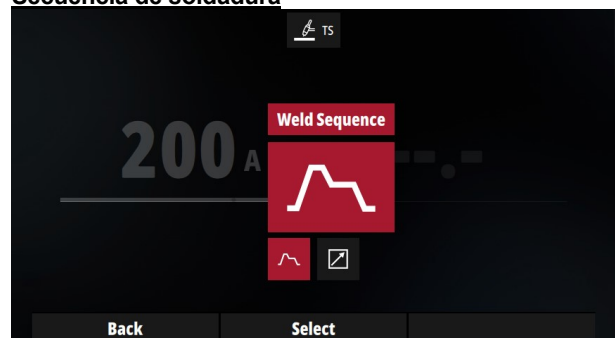 Secuencia de soldadura
TS
Weld Sequence
200 A --.-
Back Select